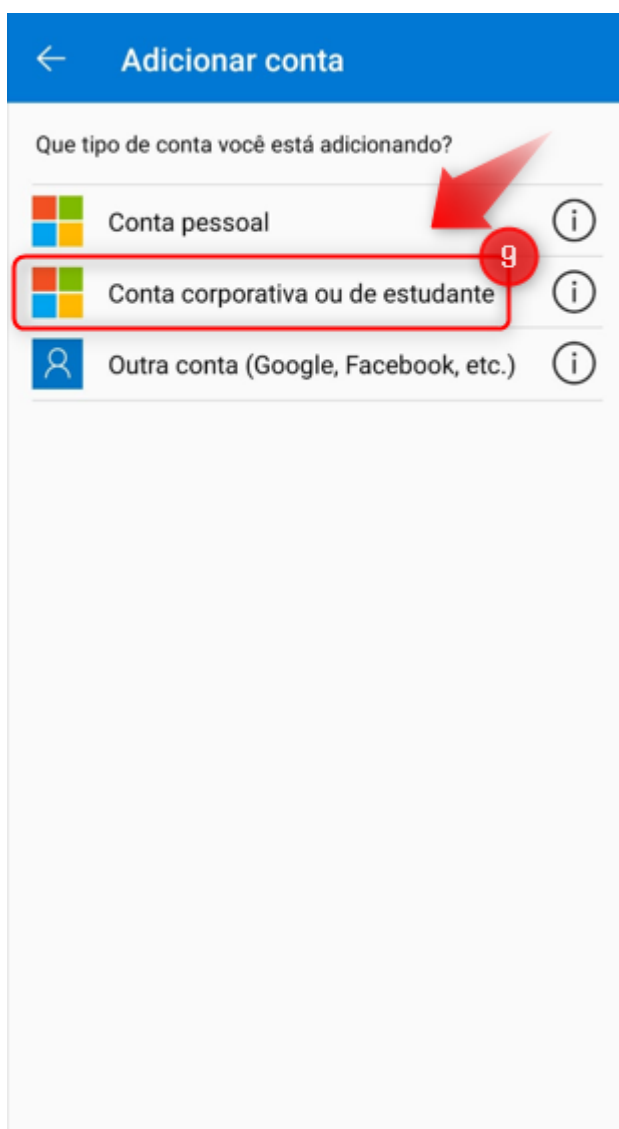 Adicionar conta
Que tipo de conta você está adicionando?
Conta pessoal
9
Conta corporativa ou de estudante
Outra conta (Google, Facebook, etc.)